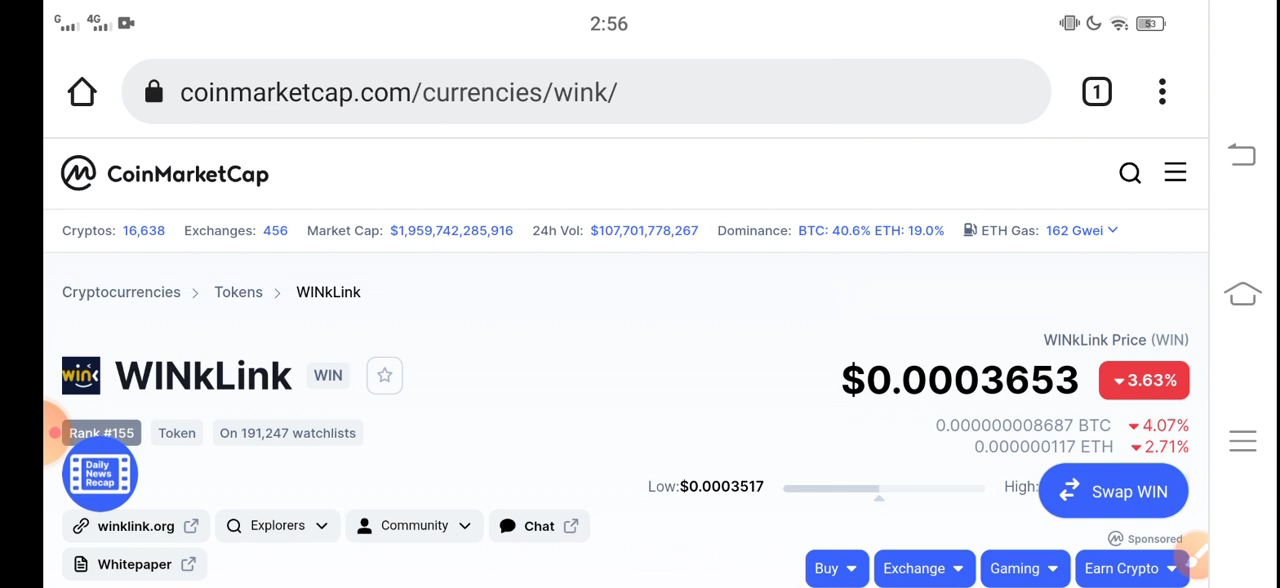 G 4G 2:56 53
coinmarketcap.com/currencies/wink/ 1
CoinMarketCap
Cryptos: 16,638 Exchanges: 456 Market Cap: $1,959,742,285,916 24h Vol: $107,701,778,267 Dominance: BTC: 40.6% ETH: 19.0% ETH Gas: 162 Gwei
Cryptocurrencies > Tokens > WINkLink
WINkLink Price (WIN)
wink WINkLink WIN $0.0003653 3.63%
0.000000008687 BTC 4.07%
Rank #155 Token On 191,247 watchlists
0.000000117 ETH 2.71%
Daily
News
Recap
Low:$0.0003517 High:
Swap WIN
winklink.org Explorers Community Chat
Sponsored
Whitepaper
Buy Exchange Gaming Earn Crypto